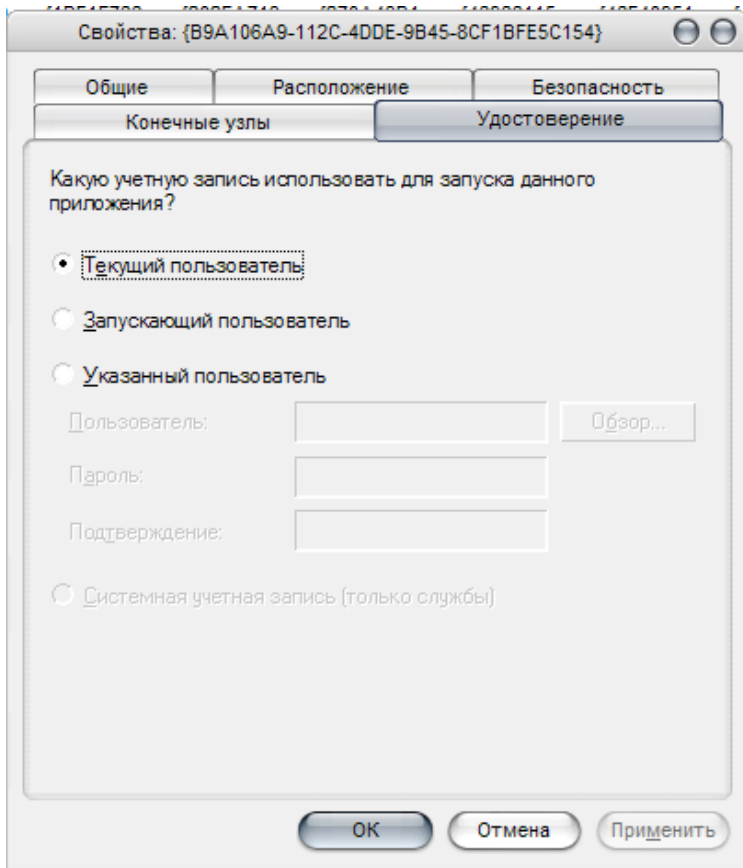 Свойства: {B9A106A9-112C-4DDE-9B45-8CF1BFE5C154}
Общие Расположение Безопасность
Конечные узлы Удостоверение
Какую учетную запись использовать для запуска данного
приложения?
Текущий пользователь
Запускающий пользователь
Указанный пользователь
Пользователь: Обзор...
Пароль:
Подтверждение:
Системная учетная запись (только службы)
ОК Отмена Применить